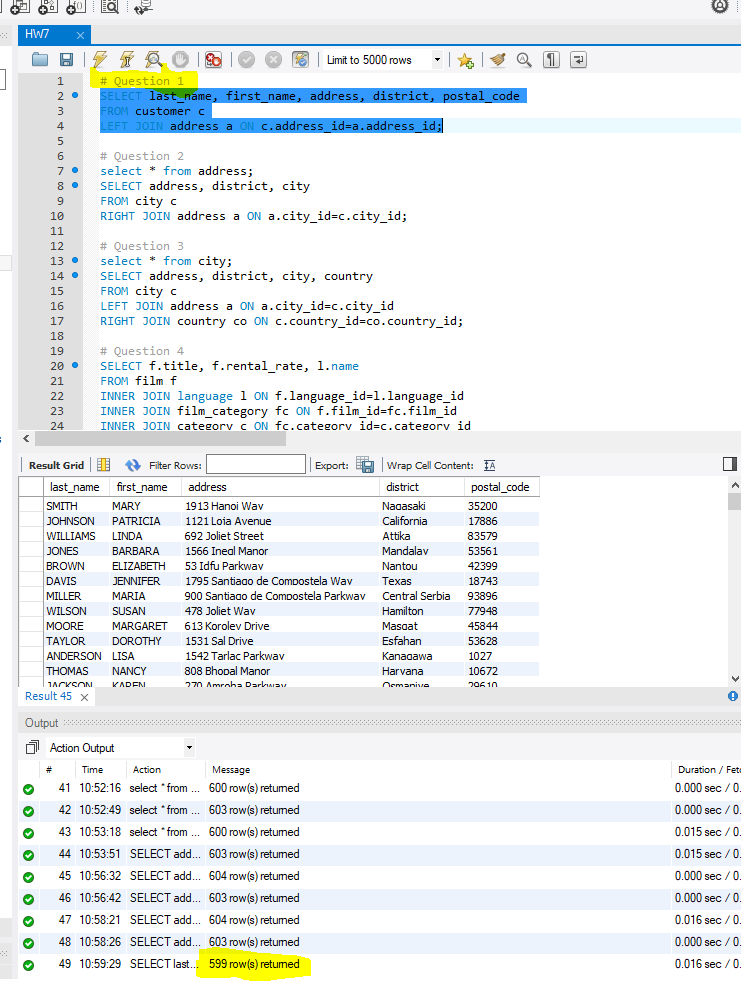 HW7
Limit to 5000 rows
1 # Question 1
2 SELECT last_name, first_name, address, district, postal_code
3 FROM customer c
4 LEFT JOIN address a ON c.address_id=a.address_id;
5
6 # Question 2
7 select * from address;
8 SELECT address, district, city
9 FROM city c
10 RIGHT JOIN address a ON a.city_id=c.city_id;
11
12 # Question 3
13 select * from city;
14 SELECT address, district, city, country
15 FROM city c
16 LEFT JOIN address a ON a.city_id=c.city_id
17 RIGHT JOIN country co ON c.country_id=co.country_id;
18
19 # Question 4
20 SELECT f.title, f.rental_rate, l.name
21 FROM film f
22 INNER JOIN language l ON f.language_id=l.language_id
23 INNER JOIN film_category fc ON f.film_id=fc.film_id
24 INNER JOIN category c ON fc.category_id=c.category_id
Result Grid Filter Rows: Export: Wrap Cell Content:
last_name first_name address district postal_code
SMITH MARY 1913 Hanoi Way Nagasaki 35200
JOHNSON PATRICIA 1121 Loja Avenue California 17886
WILLIAMS LINDA 692 Joliet Street Attika 83579
JONES BARBARA 1566 Inegl Manor Mandalay 53561
BROWN ELIZABETH 53 Idfu Parkway Nantou 42399
DAVIS JENNIFER 1795 Santiago de Compostela Way Texas 18743
MILLER MARIA 900 Santiago de Compostela Parkway Central Serbia 93896
WILSON SUSAN 478 Joliet Way Hamilton 77948
MOORE MARGARET 613 Korolev Drive Masqat 45844
TAYLOR DOROTHY 1531 Sal Drive Esfahan 53628
ANDERSON LISA 1542 Tarlac Parkway Kanagawa 1027
THOMAS NANCY 808 Bhopal Manor Haryana 10672
JACKSON KAREN 270 Amroha Parkway Osmaniye 29610
Result 45
Output
Action Output
# Time Action Message Duration / Fetc
41 10:52:16 select * from ... 600 row(s) returned 0.000 sec / 0.
42 10:52:49 select * from ... 603 row(s) returned 0.000 sec / 0.
43 10:53:18 select * from ... 600 row(s) returned 0.015 sec / 0.
44 10:53:51 SELECT add... 603 row(s) returned 0.015 sec / 0.
45 10:56:32 SELECT add... 604 row(s) returned 0.000 sec / 0.
46 10:56:42 SELECT add... 603 row(s) returned 0.000 sec / 0.
47 10:58:21 SELECT add... 604 row(s) returned 0.016 sec / 0.
48 10:58:26 SELECT add... 603 row(s) returned 0.000 sec / 0.
49 10:59:29 SELECT last... 599 row(s) returned 0.016 sec / 0.